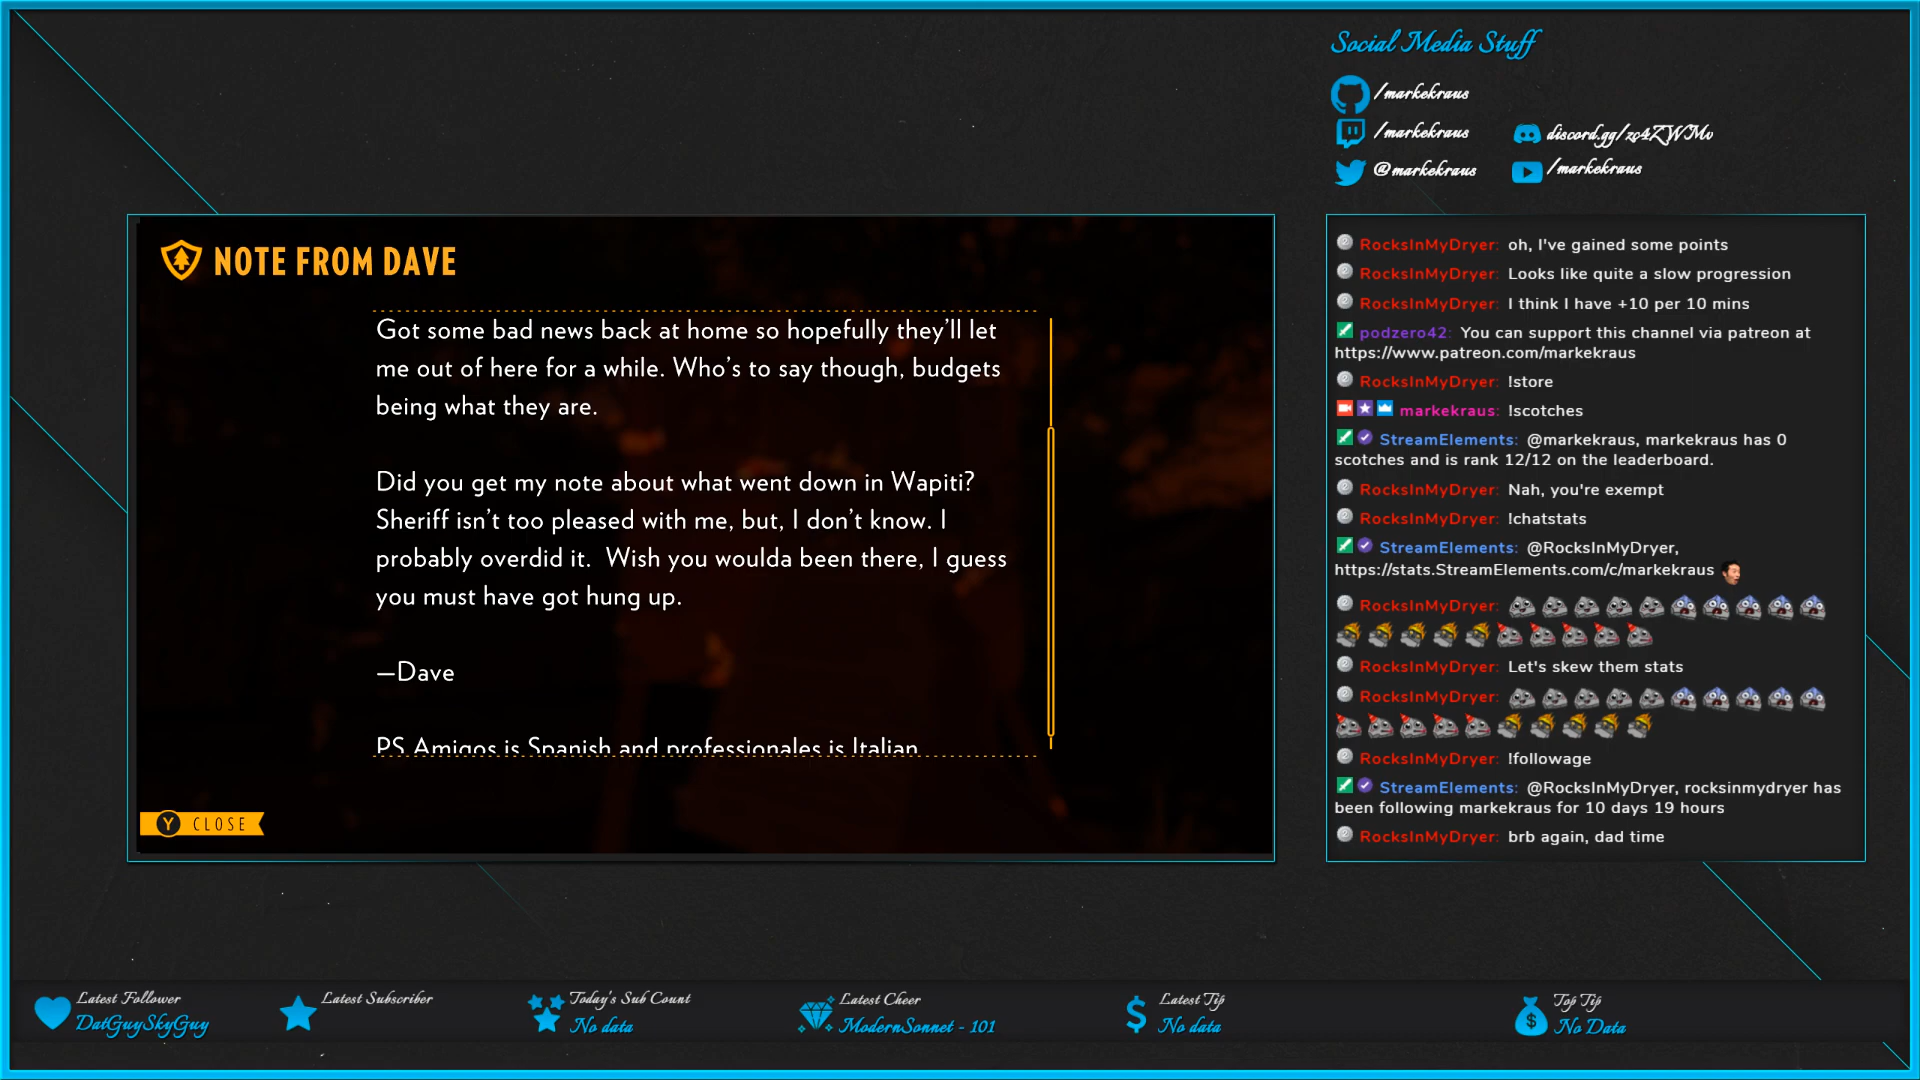 Social Media Stuff
/markekraus
/markekraus
discord.gg/zc4ZWMv
@markekraus
/markekraus
NOTE FROM DAVE
Got some bad news back at home so hopefully they'll let
me out of here for a while. Who's to say though, budgets
being what they are.
Did you get my note about what went down in Wapiti?
Sheriff isn't too pleased with me, but, I don't know. I
probably overdid it.  Wish you woulda been there, I guess
you must have got hung up.
—Dave
PS Amigos is Spanish and professionales is Italian
Y CLOSE
RocksInMyDryer: oh, I've gained some points
RocksInMyDryer: Looks like quite a slow progression
RocksInMyDryer: I think I have +10 per 10 mins
podzero42: You can support this channel via patreon at
https://www.patreon.com/markekraus
RocksInMyDryer: !store
markekraus: !scotches
StreamElements: @markekraus, markekraus has 0
scotches and is rank 12/12 on the leaderboard.
RocksInMyDryer: Nah, you're exempt
RocksInMyDryer: !chatstats
StreamElements: @RocksInMyDryer,
https://stats.StreamElements.com/c/markekraus
RocksInMyDryer:
RocksInMyDryer: Let's skew them stats
RocksInMyDryer:
RocksInMyDryer: !followage
StreamElements: @RocksInMyDryer, rocksinmydryer has
been following markekraus for 10 days 19 hours
RocksInMyDryer: brb again, dad time
Latest Follower
DatGuySkyGuy
Latest Subscriber
Today's Sub Count
No data
Latest Cheer
ModernSonnet - 101
Latest Tip
No data
Top Tip
No Data